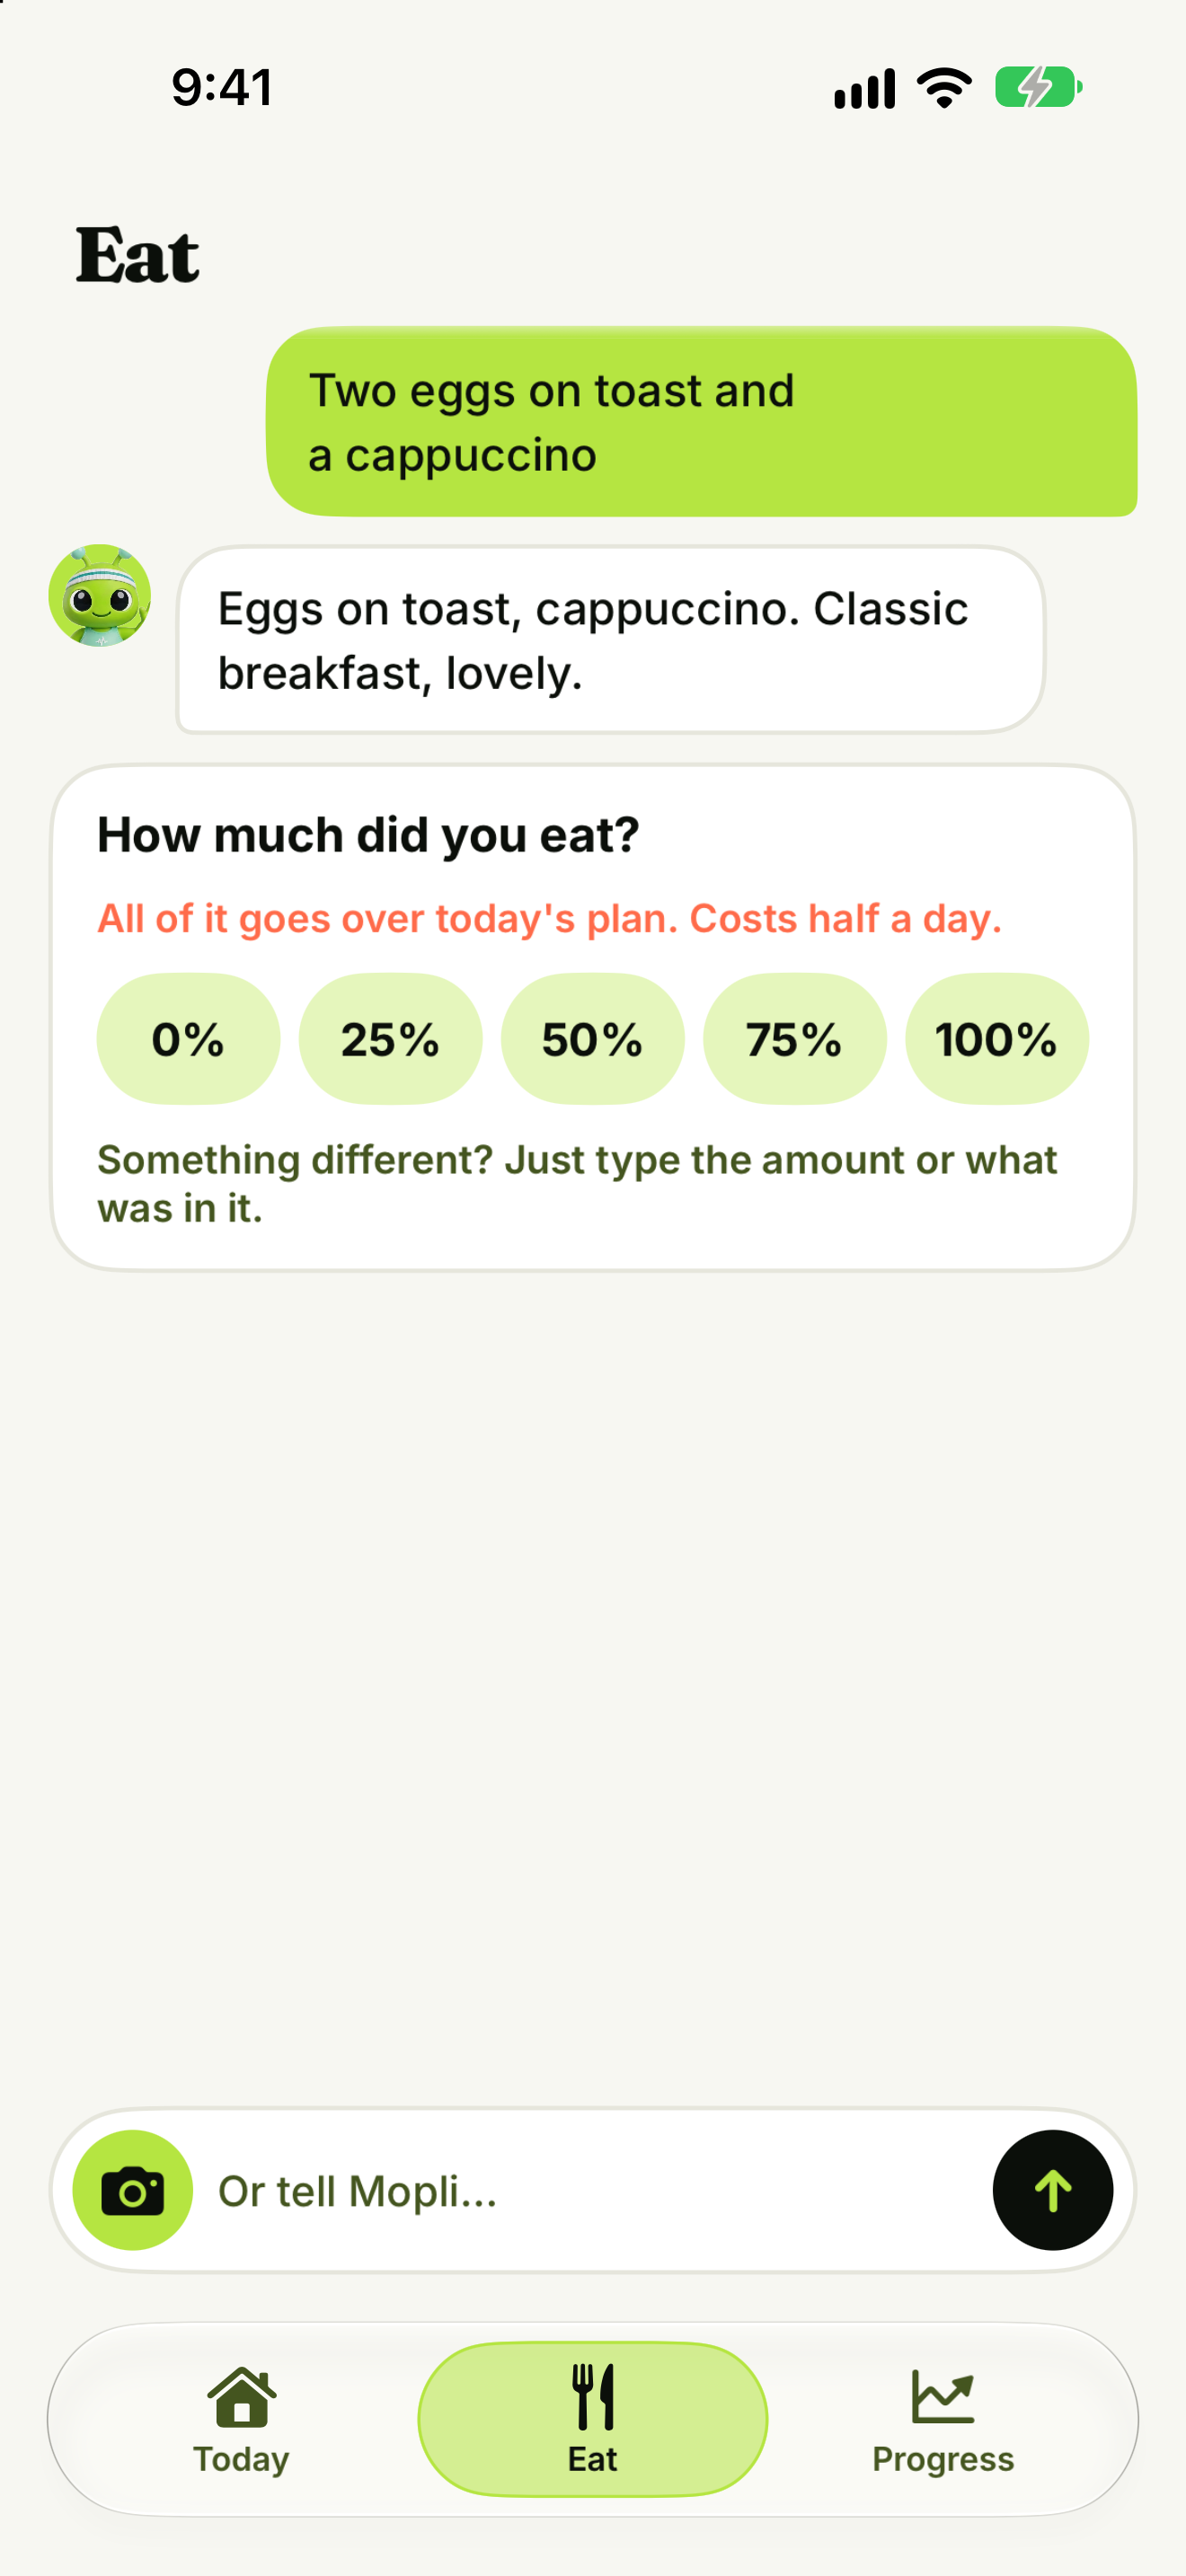 9:41
Eat
Two eggs on toast and
a cappuccino
Eggs on toast, cappuccino. Classic
breakfast, lovely.
How much did you eat?
All of it goes over today's plan. Costs half a day.
0% 25% 50% 75% 100%
Something different? Just type the amount or what
was in it.
Or tell Mopli...
Today Eat Progress